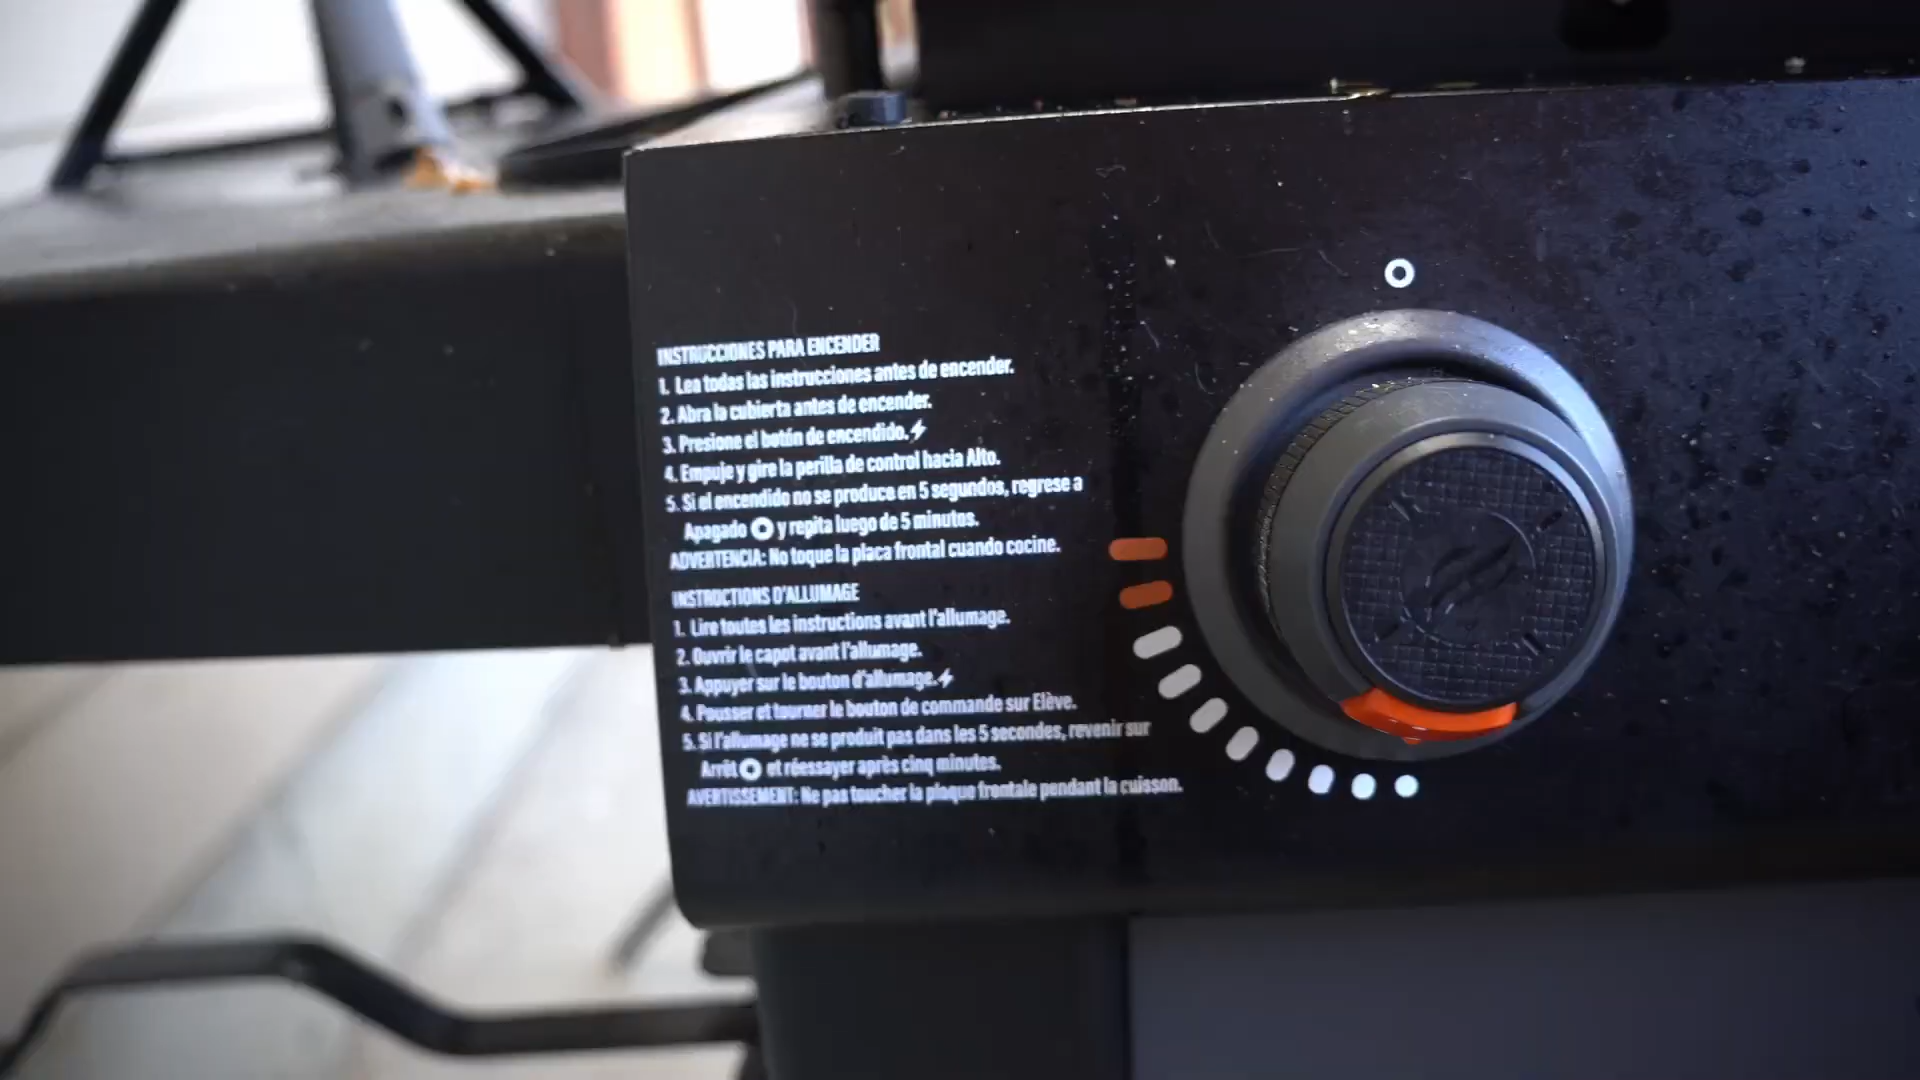 INSTRUCCIONES PARA ENCENDER
1. Lea todas las instrucciones antes de encender.
2. Abra la cubierta antes de encender.
3. Presione el botón de encendido.
4. Empuje y gire la perilla de control hacia Alto.
5. Si el encendido no se produce en 5 segundos, regrese a
Apagado y repita luego de 5 minutos.
ADVERTENCIA: No toque la placa frontal cuando cocine.
INSTRUCTIONS D'ALLUMAGE
1. Lire toutes les instructions avant l'allumage.
2. Ouvrir le capot avant l'allumage.
3. Appuyer sur le bouton d'allumage.
4. Pousser et tourner le bouton de commande sur Elève.
5. Si l'allumage ne se produit pas dans les 5 secondes, revenir sur
Arrêt et réessayer après cinq minutes.
AVERTISSEMENT: Ne pas toucher la plaque frontale pendant la cuisson.